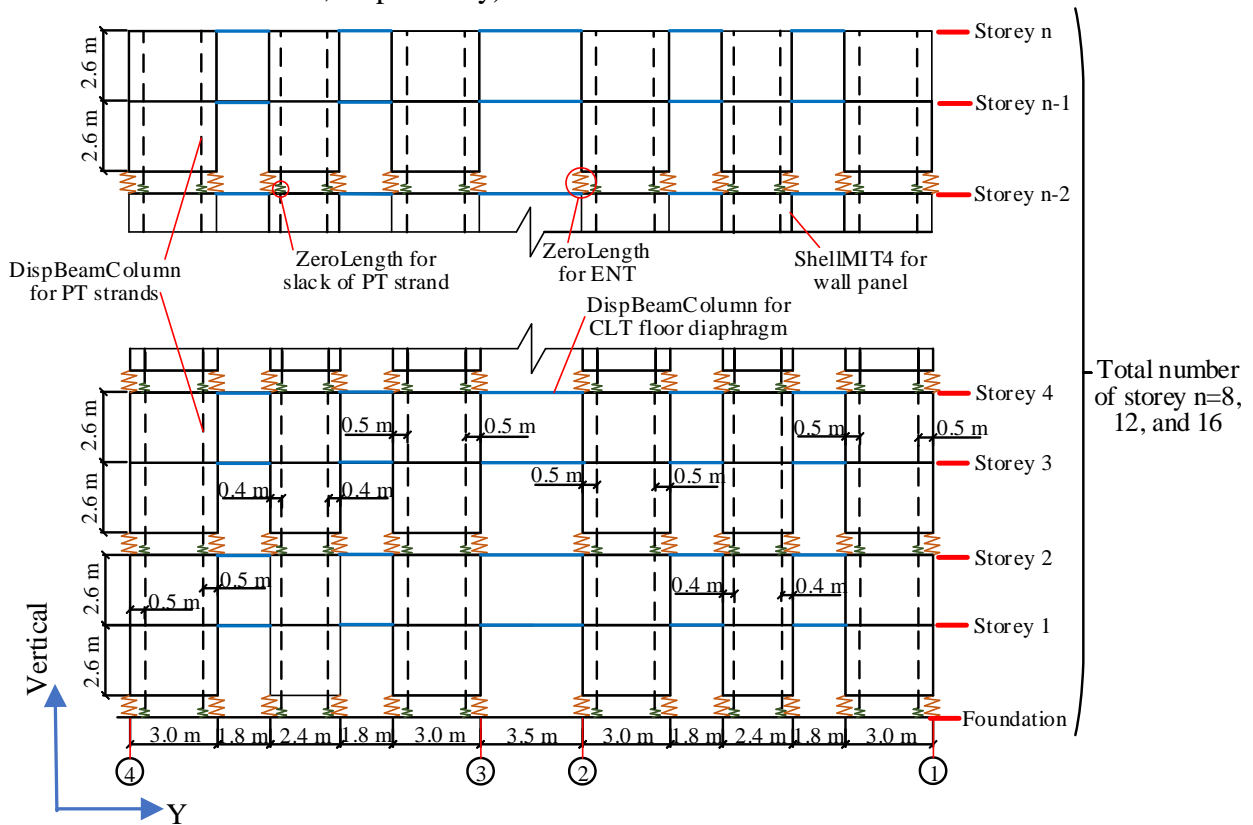 Storey n
2.6 m
Storey n-1
2.6 m
Storey n-2
DispBeamColumn
for PT strands
ZeroLength for
slack of PT strand
ZeroLength
for ENT
ShellMIT4 for
wall panel
DispBeamColumn for
CLT floor diaphragm
Total number
of storey n=8,
12, and 16
Storey 4
2.6 m
0.5 m
0.5 m
0.5 m
0.5 m
Storey 3
2.6 m
0.4 m
0.4 m
0.5 m
0.5 m
Storey 2
2.6 m
0.5 m
0.5 m
0.4 m
0.4 m
Storey 1
2.6 m
Vertical
Foundation
3.0 m
1.8 m
2.4 m
1.8 m
3.0 m
3.5 m
3.0 m
1.8 m
2.4 m
1.8 m
3.0 m
4
3
2
1
Y